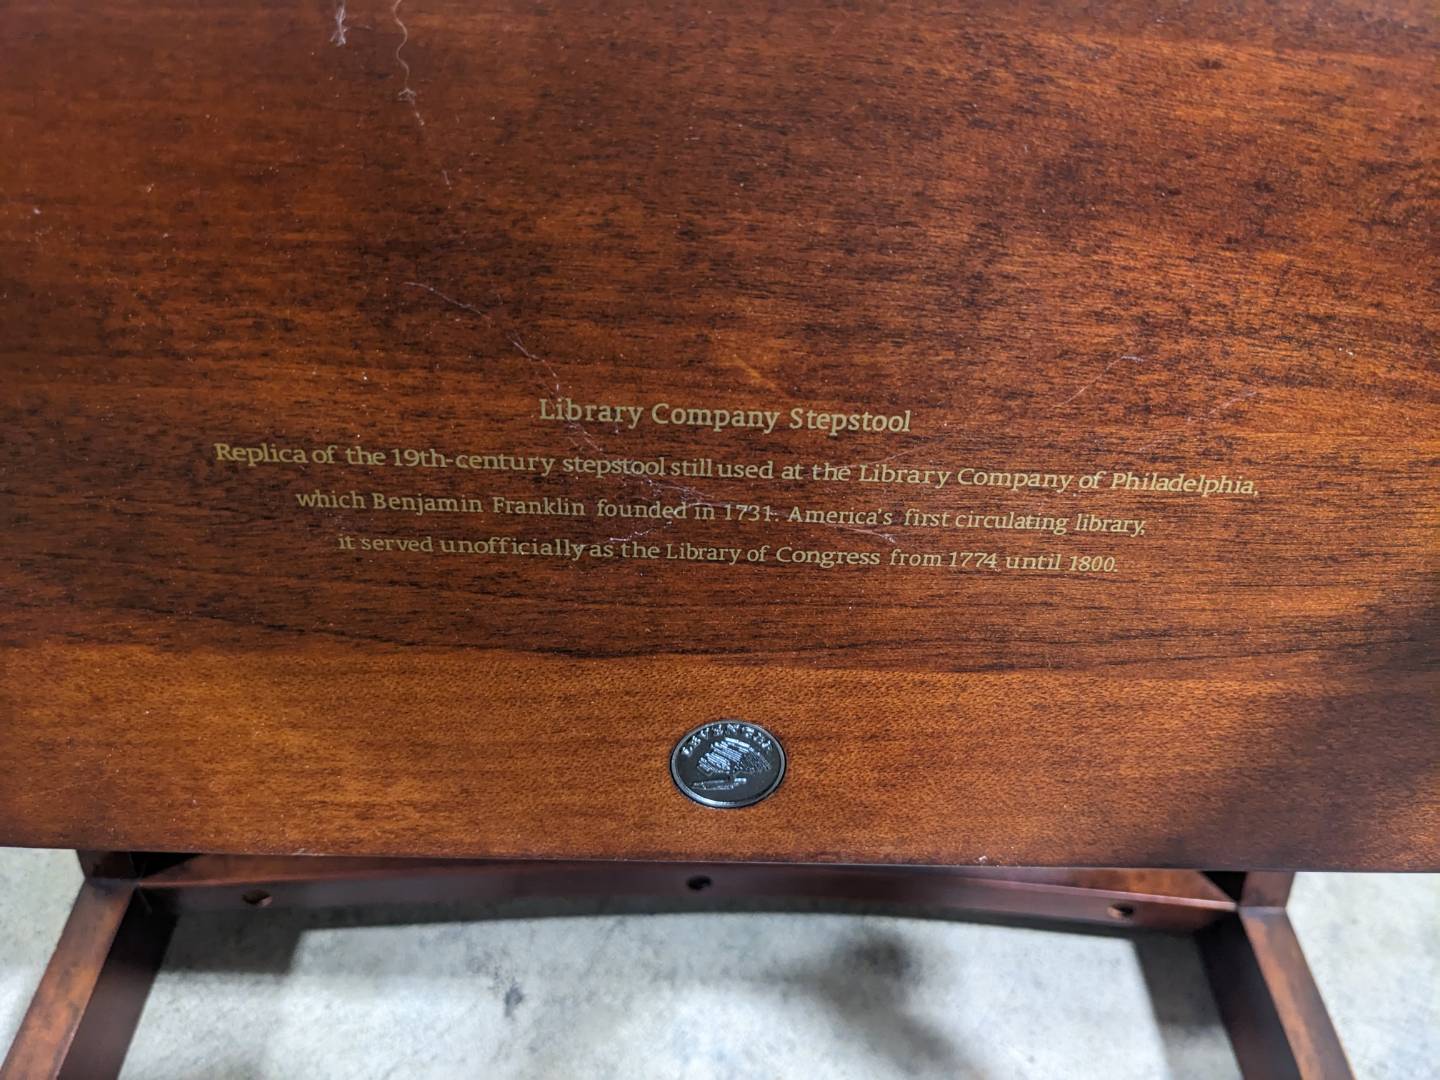 Library Company Stepstool
Replica of the 19th-century stepstool still used at the Library Company of Philadelphia,
which Benjamin Franklin founded in 1731. America's first circulating library,
it served unofficially as the Library of Congress from 1774 until 1800.
LEVENGER